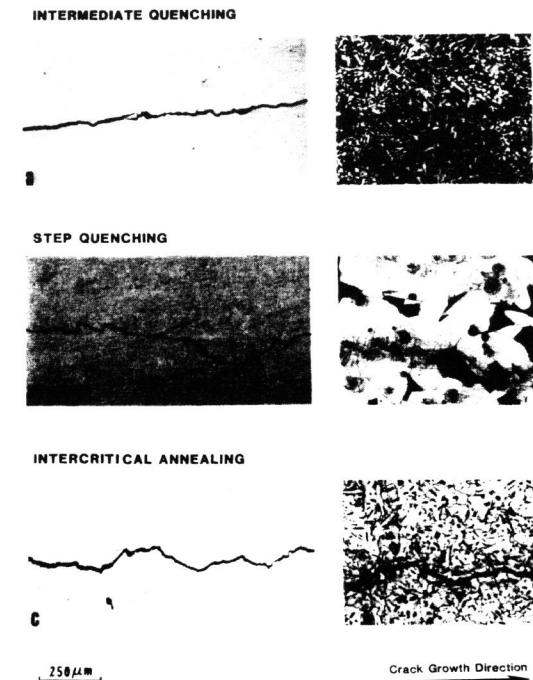 INTERMEDIATE QUENCHING
STEP QUENCHING
INTERCRITICAL ANNEALING
C
250μm
Crack Growth Direction